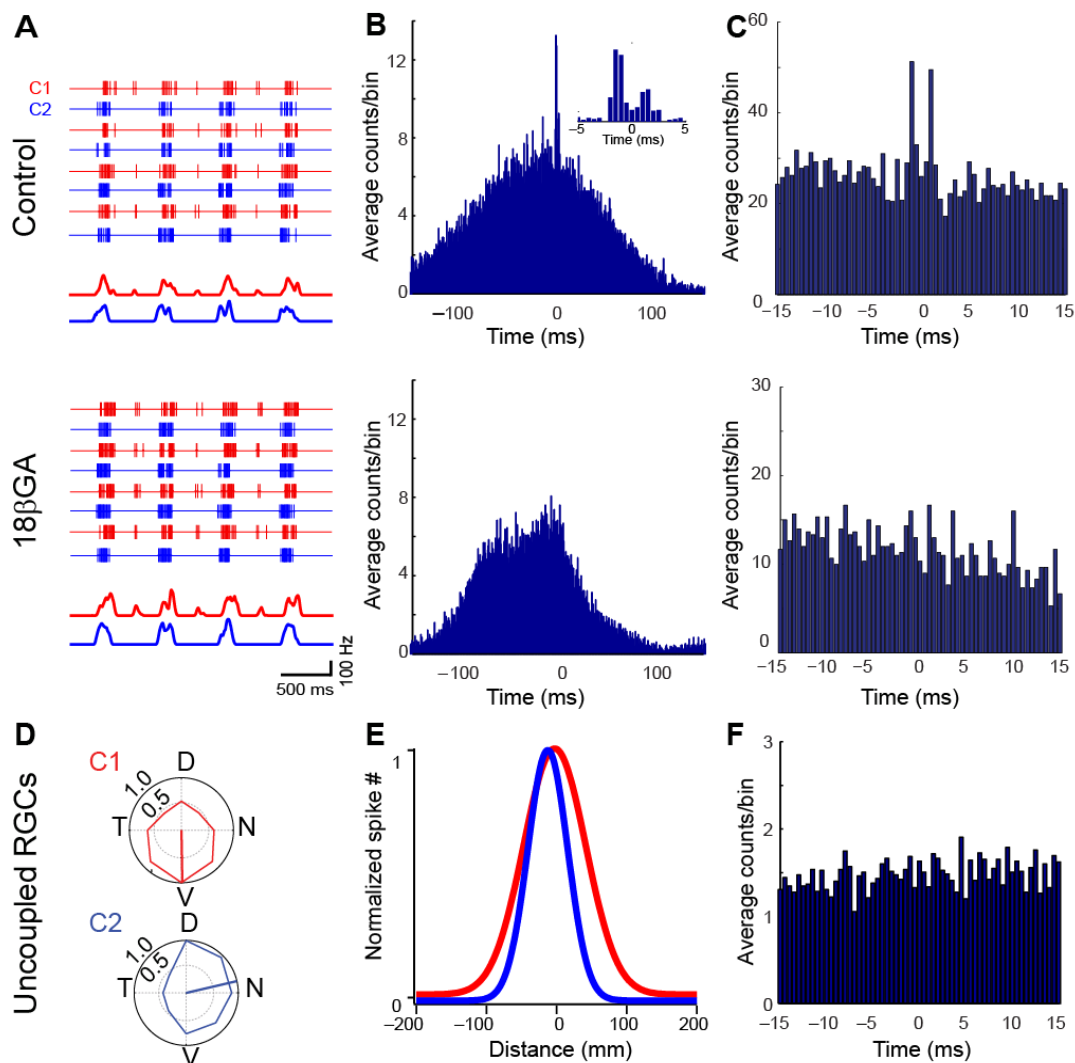 A
C1
C2
Control
18βGA
500 ms
100 Hz
B
Average counts/bin
12
8
4
0
−100
0
100
Time (ms)
−5
0
5
Time (ms)
Average counts/bin
12
8
4
0
−100
0
100
Time (ms)
C
Average counts/bin
60
40
20
0
−15
−10
−5
0
5
10
15
Time (ms)
Average counts/bin
30
20
10
0
−15
−10
−5
0
5
10
15
Time (ms)
D
Uncoupled RGCs
C1
D
1.0
0.5
T
N
V
C2
D
1.0
0.5
T
N
V
E
Normalized spike #
1
0
−200
−100
0
100
200
Distance (mm)
F
Average counts/bin
3
2
1
0
−15
−10
−5
0
5
10
15
Time (ms)